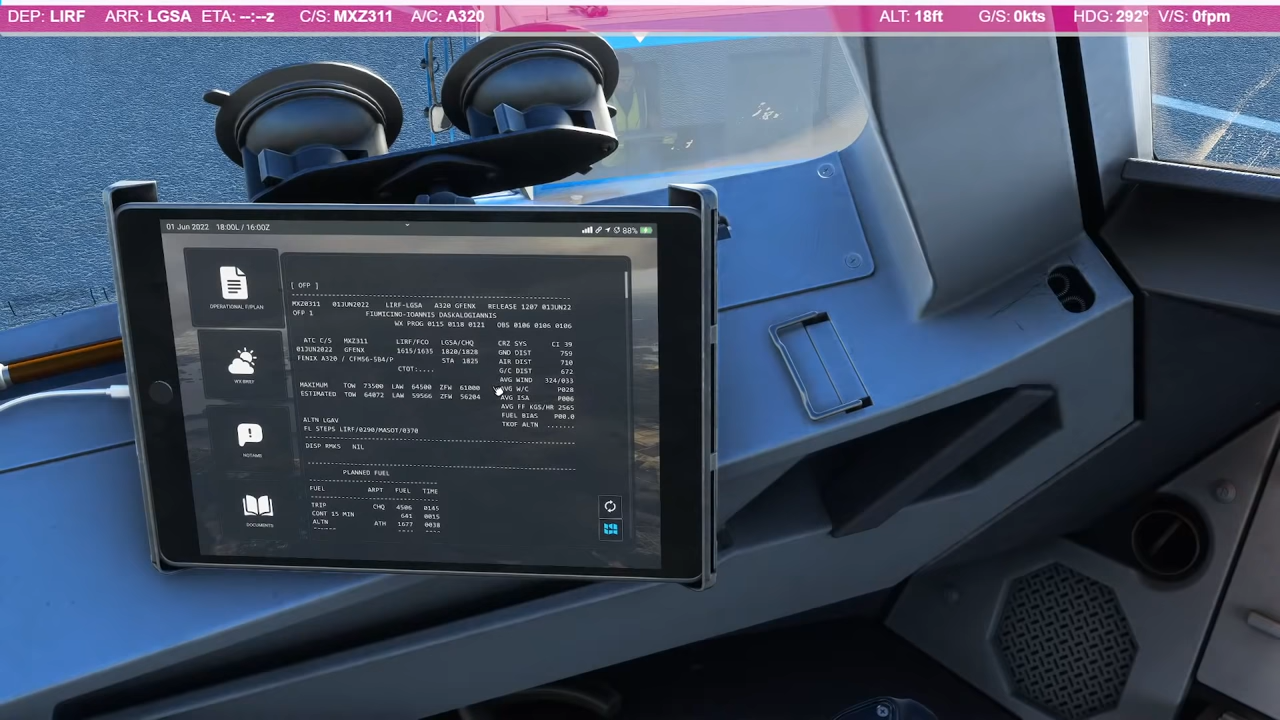 DEP: LIRF ARR: LGSA ETA: --:--z C/S: MXZ311 A/C: A320 ALT: 18ft G/S: 0kts HDG: 292° V/S: 0fpm
01 Jun 2022 18:00L / 16:00Z 88%
OPERATIONAL F/PLAN
WX BRIEF
NOTAMS
DOCUMENTS
[ OFP ]
MXZ0311 01JUN2022 LIRF-LGSA A320 GFENX RELEASE 1207 01JUN22
OFP 1 FIUMICINO-IOANNIS DASKALOGIANNIS
WX PROG 0115 0118 0121 OBS 0106 0106 0106
ATC C/S MXZ311 LIRF/FCO LGSA/CHQ CRZ SYS CI 39
01JUN2022 GFENX 1615/1635 1820/1828 GND DIST 759
FENIX A320 / CFM56-5B4/P STA 1825 AIR DIST 710
CTOT:.... G/C DIST 672
AVG WIND 324/033
MAXIMUM TOW 73500 LAW 64500 ZFW 61000 AVG W/C P028
ESTIMATED TOW 64072 LAW 59566 ZFW 56204 AVG ISA P006
AVG FF KGS/HR 2565
FUEL BIAS P00.0
ALTN LGAV TKOF ALTN .......
FL STEPS LIRF/0290/MASOT/0370
DISP RMKS NIL
PLANNED FUEL
FUEL ARPT FUEL TIME
TRIP CHQ 4506 0145
CONT 15 MIN 641 0015
ALTN ATH 1677 0038